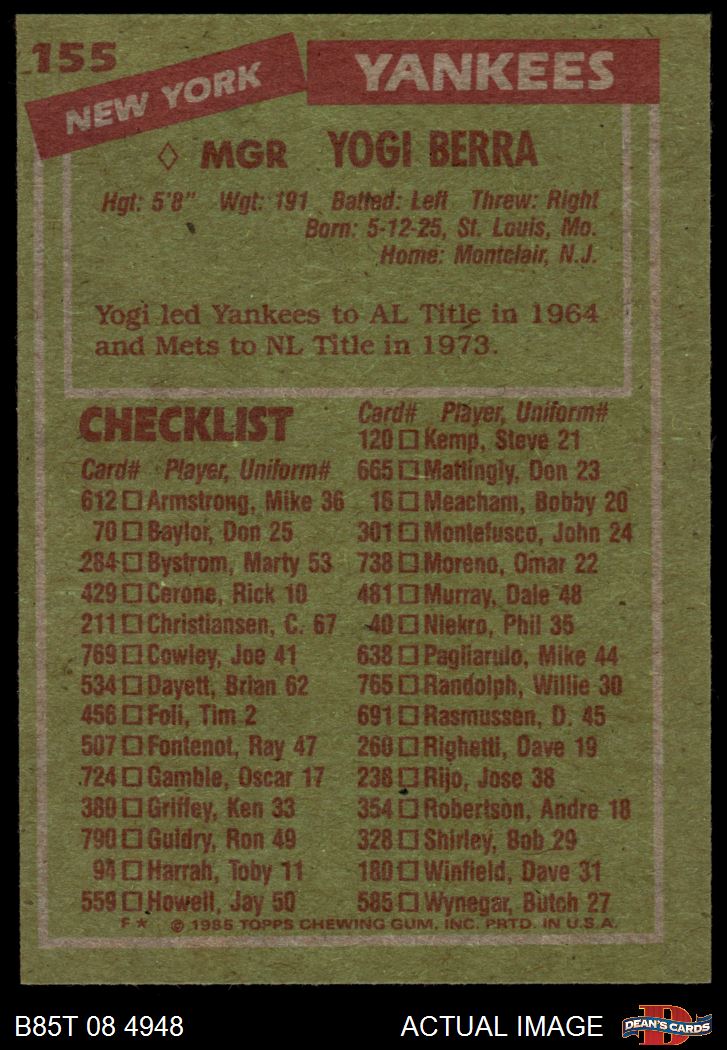 155
NEW YORK YANKEES
MGR YOGI BERRA
Hgt: 5'8" Wgt: 191 Batted: Left Threw: Right
Born: 5-12-25, St. Louis, Mo.
Home: Montclair, N.J.
Yogi led Yankees to AL Title in 1964
and Mets to NL Title in 1973.
CHECKLIST
Card# Player, Uniform#
612 Armstrong, Mike 36
70 Baylor, Don 25
284 Bystrom, Marty 53
429 Cerone, Rick 10
211 Christiansen, C. 67
769 Cowley, Joe 41
534 Dayett, Brian 62
456 Foli, Tim 2
507 Fontenot, Ray 47
724 Gamble, Oscar 17
380 Griffey, Ken 33
790 Guidry, Ron 49
94 Harrah, Toby 11
559 Howell, Jay 50
Card# Player, Uniform#
120 Kemp, Steve 21
665 Mattingly, Don 23
16 Meacham, Bobby 20
301 Montefusco, John 24
738 Moreno, Omar 22
481 Murray, Dale 48
40 Niekro, Phil 35
638 Pagliarulo, Mike 44
765 Randolph, Willie 30
691 Rasmussen, D. 45
260 Righetti, Dave 19
238 Rijo, Jose 38
354 Robertson, Andre 18
328 Shirley, Bob 29
180 Winfield, Dave 31
585 Wynegar, Butch 27
F * © 1985 TOPPS CHEWING GUM, INC. PRTD. IN U.S.A.
B85T 08 4948 ACTUAL IMAGE
D
DEAN'S CARDS